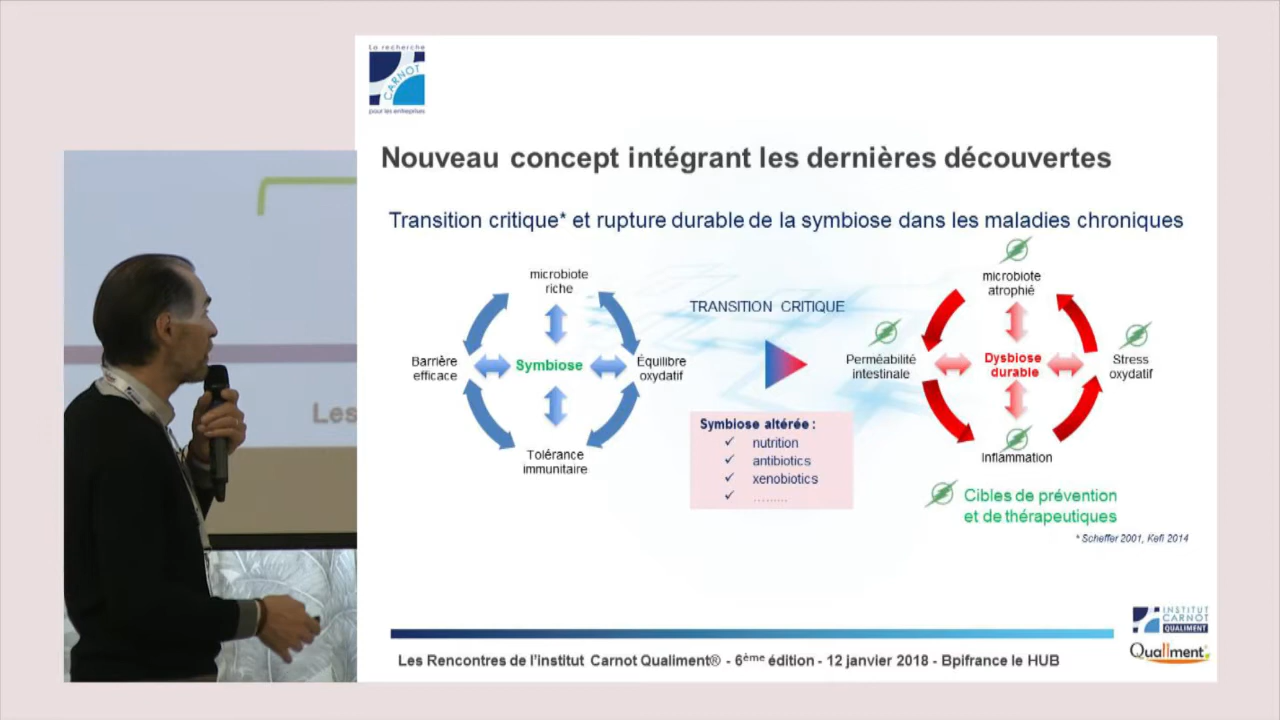 La recherche
CARNOT
pour les entreprises
Nouveau concept intégrant les dernières découvertes
Transition critique* et rupture durable de la symbiose dans les maladies chroniques
microbiote
riche
Barrière
efficace
Symbiose
Équilibre
oxydatif
Tolérance
immunitaire
TRANSITION CRITIQUE
Symbiose altérée :
✓ nutrition
✓ antibiotics
✓ xenobiotics
✓ .........
microbiote
atrophié
Perméabilité
intestinale
Dysbiose
durable
Stress
oxydatif
Inflammation
Cibles de prévention
et de thérapeutiques
* Scheffer 2001, Kefi 2014
Les
INSTITUT
CARNOT
QUALIMENT
Qualiment®
Les Rencontres de l'institut Carnot Qualiment® - 6ème édition - 12 janvier 2018 - Bpifrance le HUB